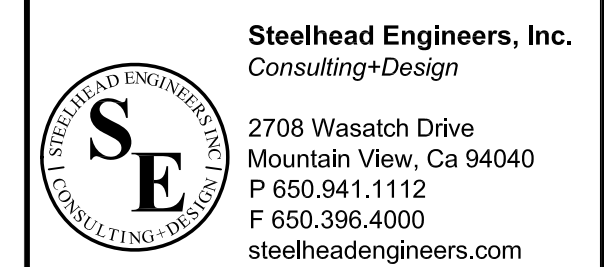 STEELHEAD ENGINEERS INC
S
E
| CONSULTING+DESIGN |
Steelhead Engineers, Inc.
Consulting+Design
2708 Wasatch Drive
Mountain View, Ca 94040
P 650.941.1112
F 650.396.4000
steelheadengineers.com